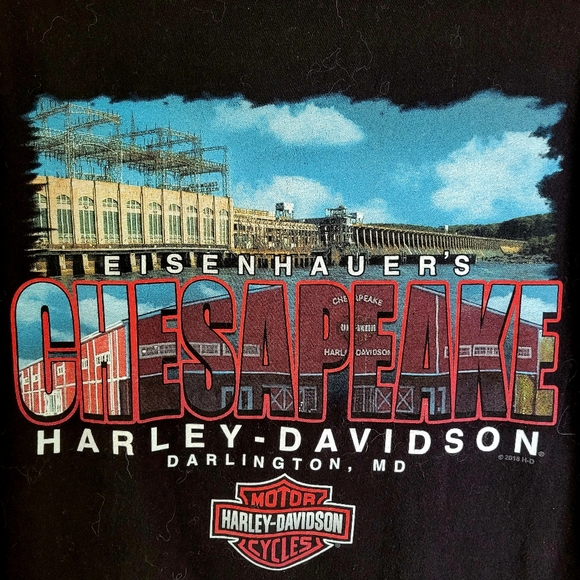 EISENHAUER'S
CHESAPEAKE
CHESAPEAKE
HARLEY-DAVIDSON
HARLEY-DAVIDSON®
© 2018 H-D
DARLINGTON, MD
MOTOR
HARLEY-DAVIDSON
CYCLES